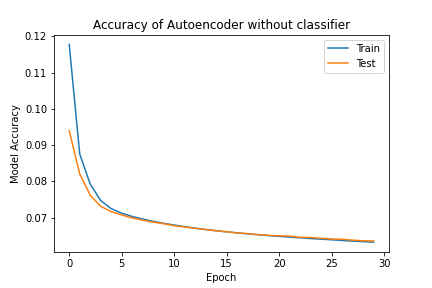 Accuracy of Autoencoder without classifier
0.12
0.11
0.10
0.09
0.08
0.07
Model Accuracy
Train
Test
0 5 10 15 20 25 30
Epoch